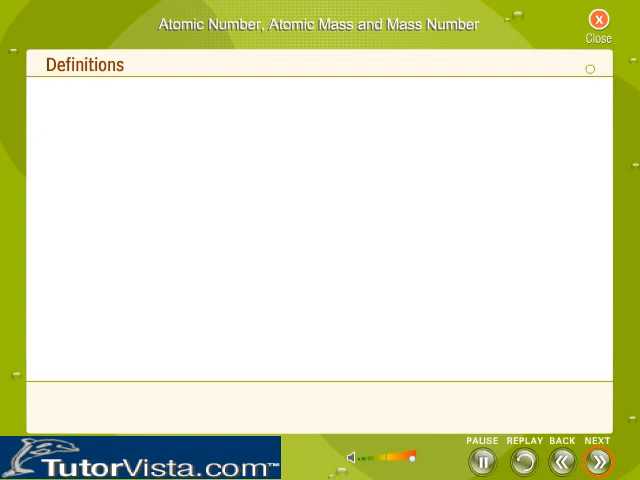 Atomic Number, Atomic Mass and Mass Number
Close
Definitions
PAUSE REPLAY BACK NEXT
TutorVista.com™